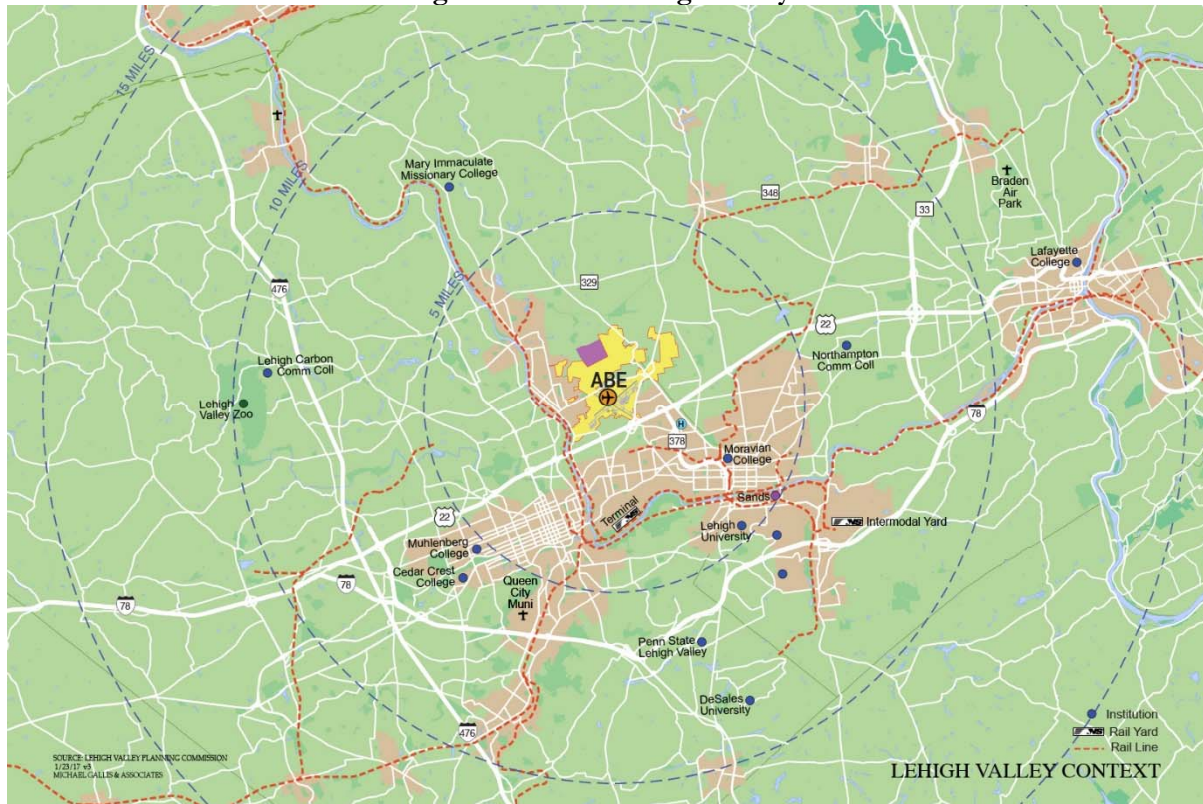 15 MILES
10 MILES
5 MILES
Mary Immaculate
Missionary College
348
33
Braden
Air
Park
Lafayette
College
476
329
22
Lehigh Carbon
Comm Coll
Northampton
Comm Coll
ABE
Lehigh
Valley Zoo
78
H
378
Moravian
College
Sands
Terminal
NS
22
Lehigh
University
NS
Intermodal Yard
Muhlenberg
College
Cedar Crest
College
78
78
Queen
City
Muni
Penn State
Lehigh Valley
DeSales
University
476
Institution
NS
Rail Yard
Rail Line
SOURCE: LEHIGH VALLEY PLANNING COMMISSION
1/23/17 v3
MICHAEL GALLIS & ASSOCIATES
LEHIGH VALLEY CONTEXT